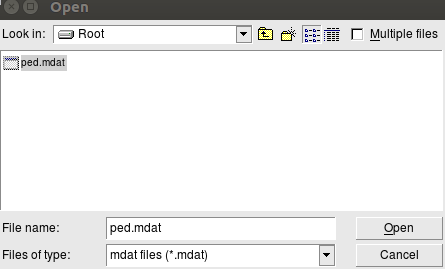 Open
Look in: Root Multiple files
ped.mdat
File name: ped.mdat Open
Files of type: mdat files (*.mdat) Cancel